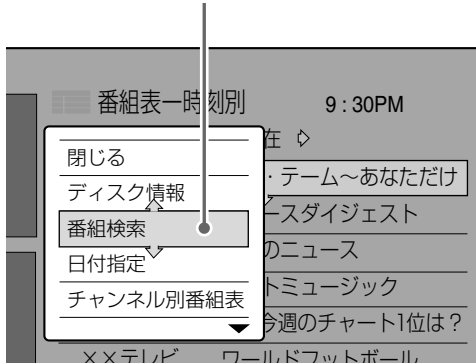 番組表ー時刻別 9 : 30PM
在
閉じる
ディスク情報
番組検索
日付指定
チャンネル別番組表
・テーム〜あなただけ
ースダイジェスト
のニュース
トミュージック
今週のチャート1位は？
××テレビ ワールドフットボール